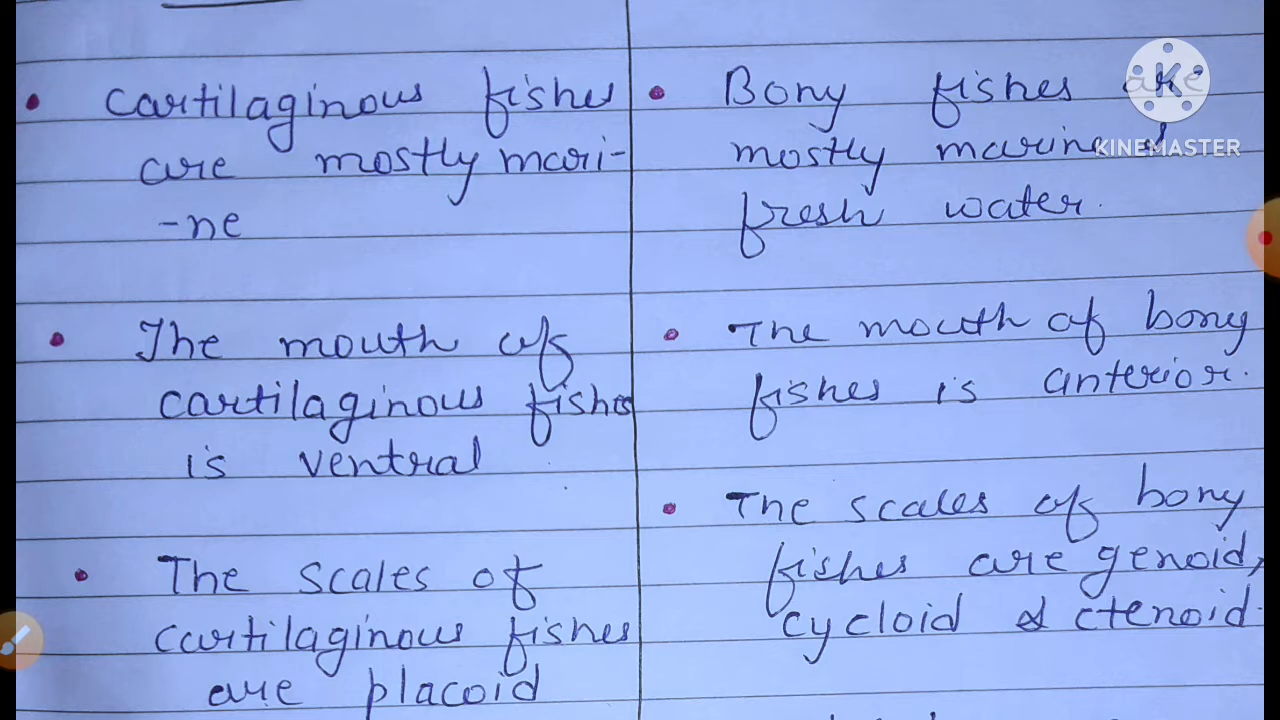 • Cartilaginous fishes
are mostly mari-
-ne
• The mouth of
cartilaginous fishes
is ventral
• The scales of
cartilaginous fishes
are placoid
• Bony fishes are
mostly marine &
fresh water.
• The mouth of bony
fishes is anterior.
• The scales of bony
fishes are genoid,
cycloid & ctenoid.
K
KINEMASTER